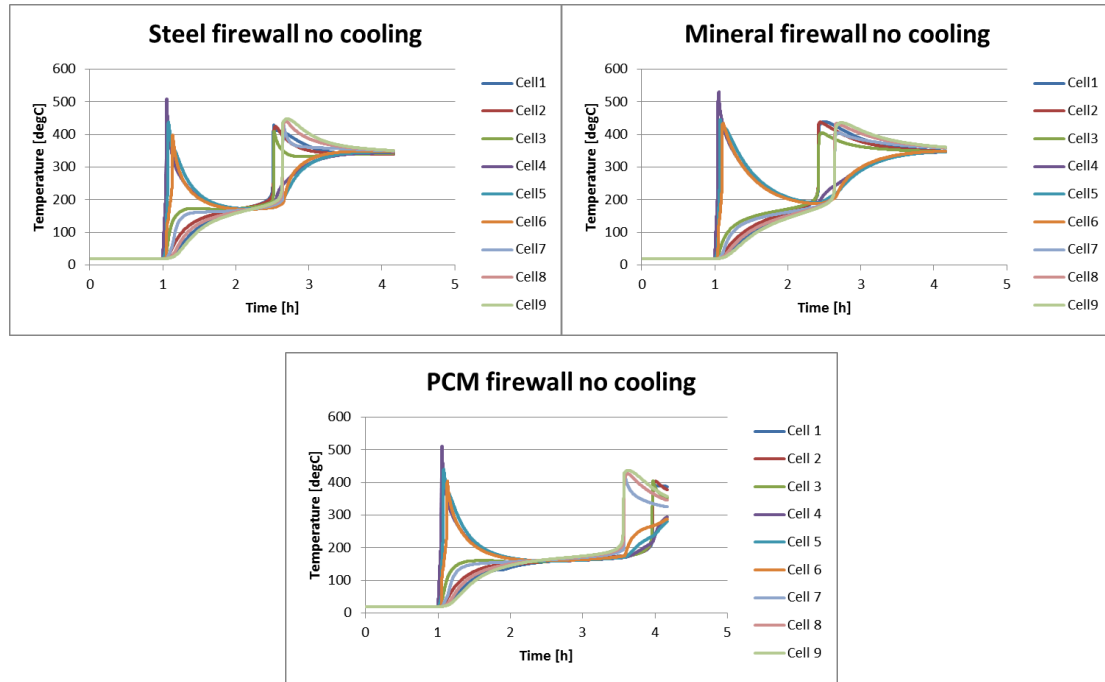 Steel firewall no cooling
Temperature [degC]
600
500
400
300
200
100
0
0 1 2 3 4 5
Time [h]
Cell1
Cell2
Cell3
Cell4
Cell5
Cell6
Cell7
Cell8
Cell9
Mineral firewall no cooling
Temperature [degC]
600
500
400
300
200
100
0
0 1 2 3 4 5
Time [h]
Cell1
Cell2
Cell3
Cell4
Cell5
Cell6
Cell7
Cell8
Cell9
PCM firewall no cooling
Temperature [degC]
600
500
400
300
200
100
0
0 1 2 3 4 5
Time [h]
Cell 1
Cell 2
Cell 3
Cell 4
Cell 5
Cell 6
Cell 7
Cell 8
Cell 9